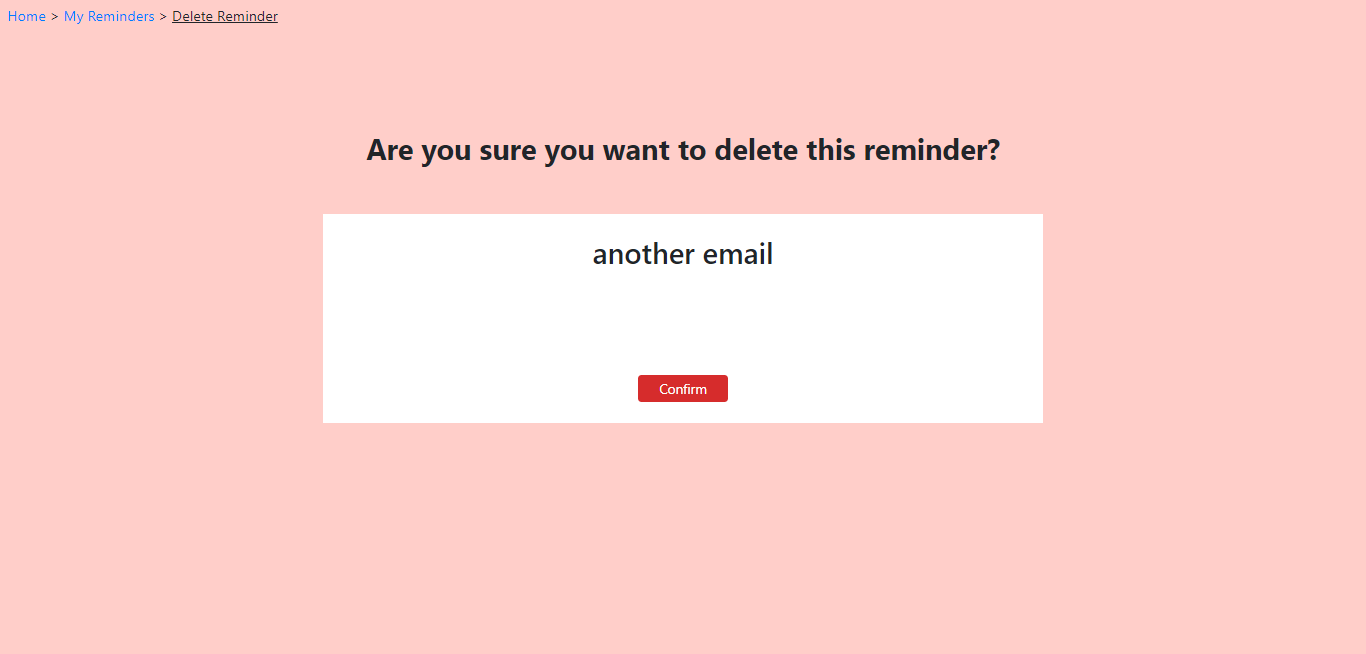 Home > My Reminders > Delete Reminder
Are you sure you want to delete this reminder?
another email
Confirm